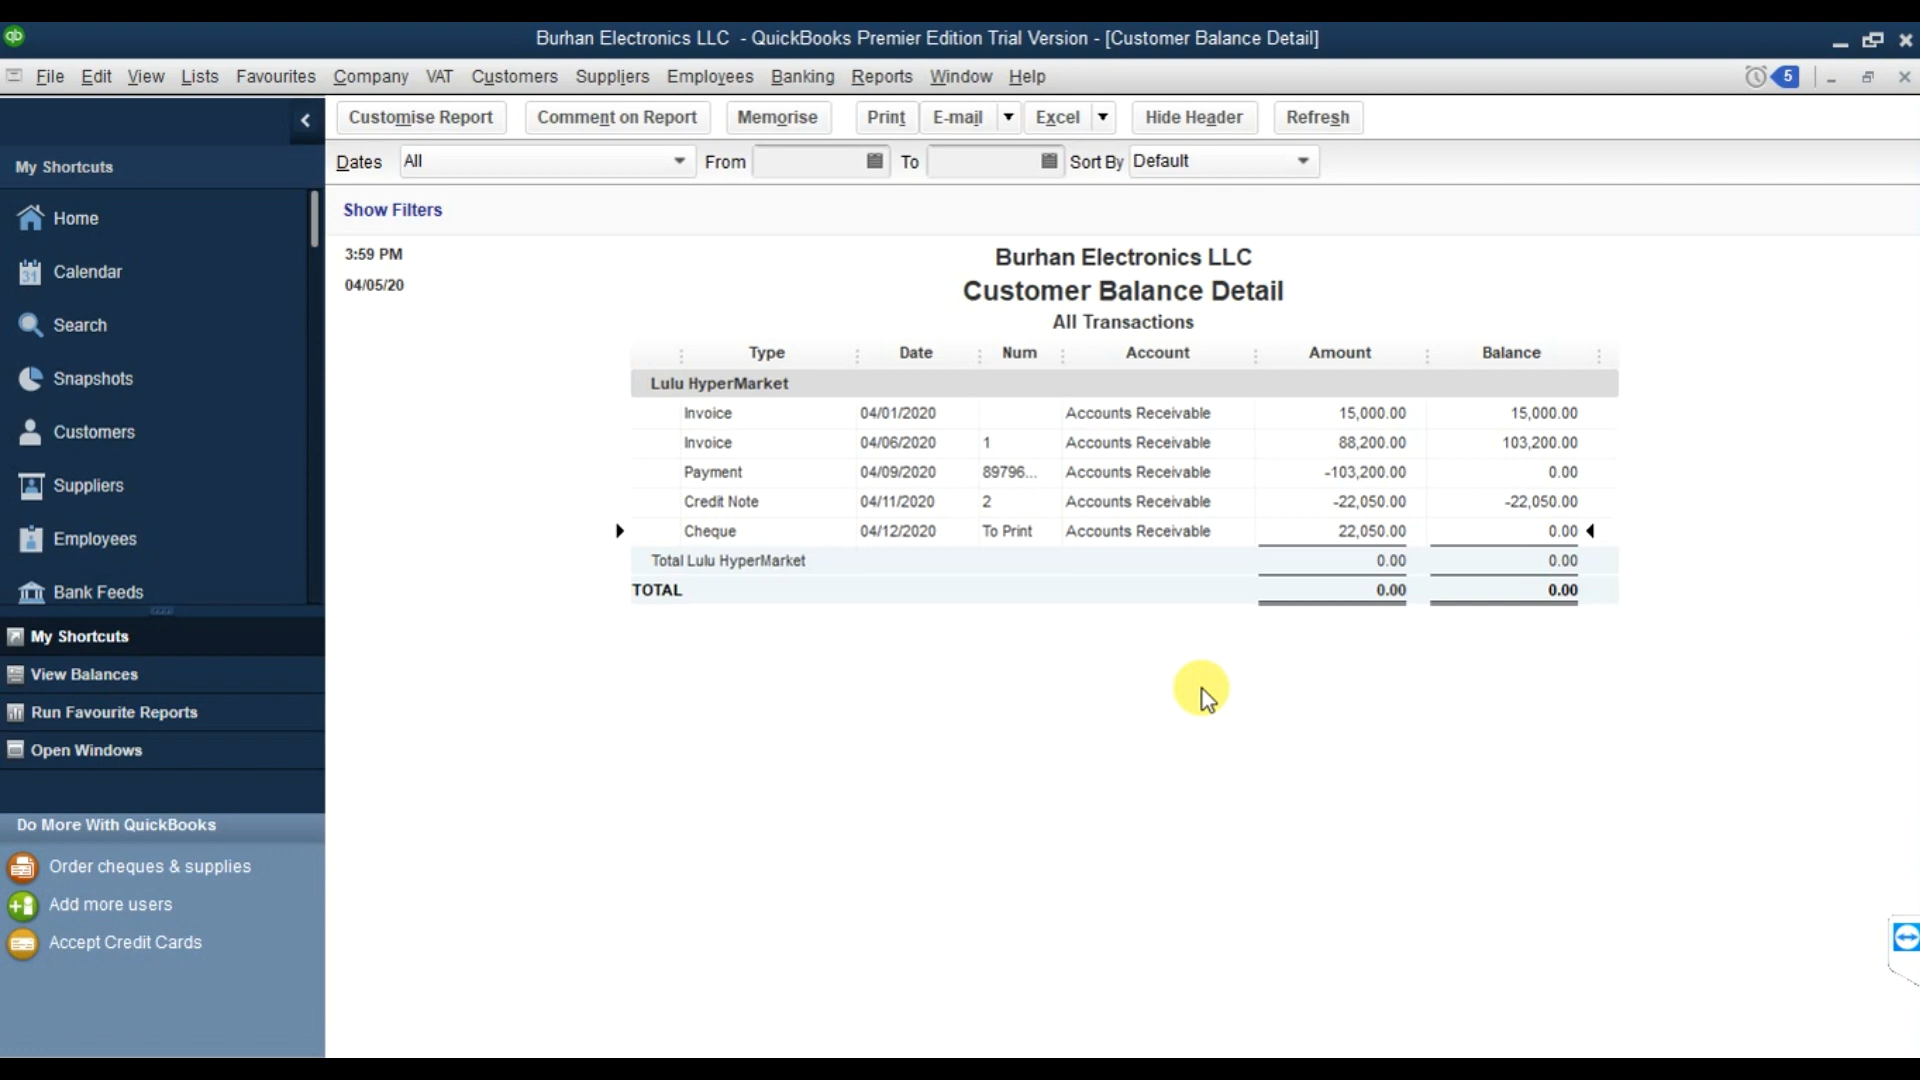 qb
Burhan Electronics LLC - QuickBooks Premier Edition Trial Version - [Customer Balance Detail]
File Edit View Lists Favourites Company VAT Customers Suppliers Employees Banking Reports Window Help 5
Customise Report Comment on Report Memorise Print E-mail Excel Hide Header Refresh
Dates All From To Sort By Default
Show Filters
My Shortcuts
Home
31 Calendar
Search
Snapshots
Customers
Suppliers
Employees
Bank Feeds
My Shortcuts
View Balances
Run Favourite Reports
Open Windows
Do More With QuickBooks
Order cheques & supplies
Add more users
Accept Credit Cards
3:59 PM
04/05/20
Burhan Electronics LLC
Customer Balance Detail
All Transactions
Type Date Num Account Amount Balance
Lulu HyperMarket
Invoice 04/01/2020 Accounts Receivable 15,000.00 15,000.00
Invoice 04/06/2020 1 Accounts Receivable 88,200.00 103,200.00
Payment 04/09/2020 89796... Accounts Receivable -103,200.00 0.00
Credit Note 04/11/2020 2 Accounts Receivable -22,050.00 -22,050.00
Cheque 04/12/2020 To Print Accounts Receivable 22,050.00 0.00
Total Lulu HyperMarket 0.00 0.00
TOTAL 0.00 0.00